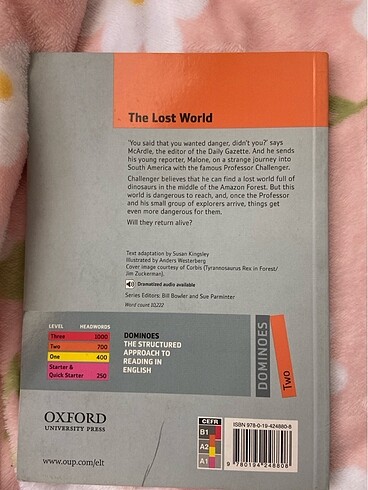 The Lost World
"You said that you wanted danger, didn't you?" says
McArdle, the editor of the Daily Gazette. And he sends
his young reporter, Malone, on a strange journey into
South America with the famous Professor Challenger.
Challenger believes that he can find a lost world full of
dinosaurs in the middle of the Amazon Forest. But this
world is dangerous to reach, and, once the Professor
and his small group of explorers arrive, things get
even more dangerous for them.
Will they return alive?
Text adaptation by Susan Kingsley
Illustrated by Anders Westerberg
Cover image courtesy of Corbis (Tyrannosaurus Rex in Forest/
Jim Zuckerman).
Dramatized audio available
Series Editors: Bill Bowler and Sue Parminter
Word count 10,222
LEVEL HEADWORDS
Three 1000
Two 700
One 400
Starter &
Quick Starter 250
DOMINOES
THE STRUCTURED
APPROACH TO
READING IN
ENGLISH
DOMINOES
Two
OXFORD
UNIVERSITY PRESS
www.oup.com/elt
CEFR
B1
A2
A1
ISBN 978-0-19-424880-8
9 780194 248808